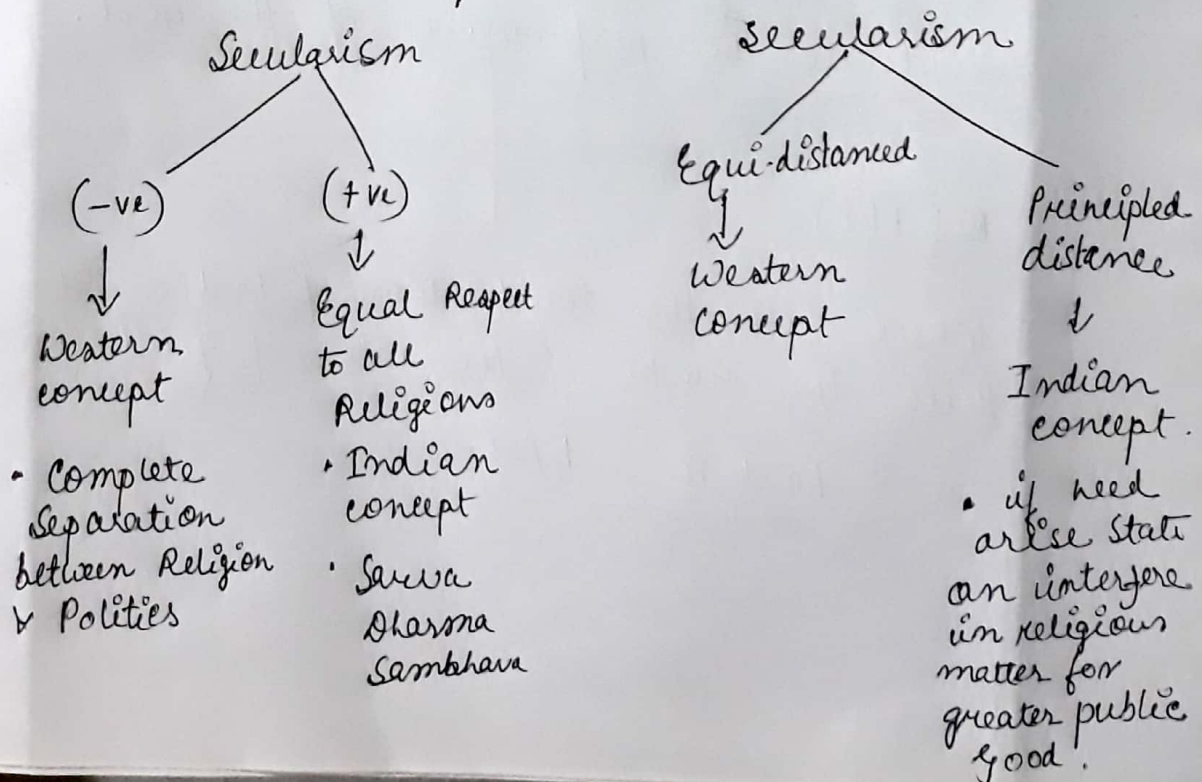 Secularism
(-ve)
Western
concept
• Complete
Separation
between Religion
& Politics
(+ve)
Equal Respect
to all
Religions
• Indian
concept
• Sarva
Dharma
Sambhava
Secularism
Equi-distanced
Western
concept
Principled
distance
Indian
concept.
• if need
arise State
can interfere
in religious
matter for
greater public
good.